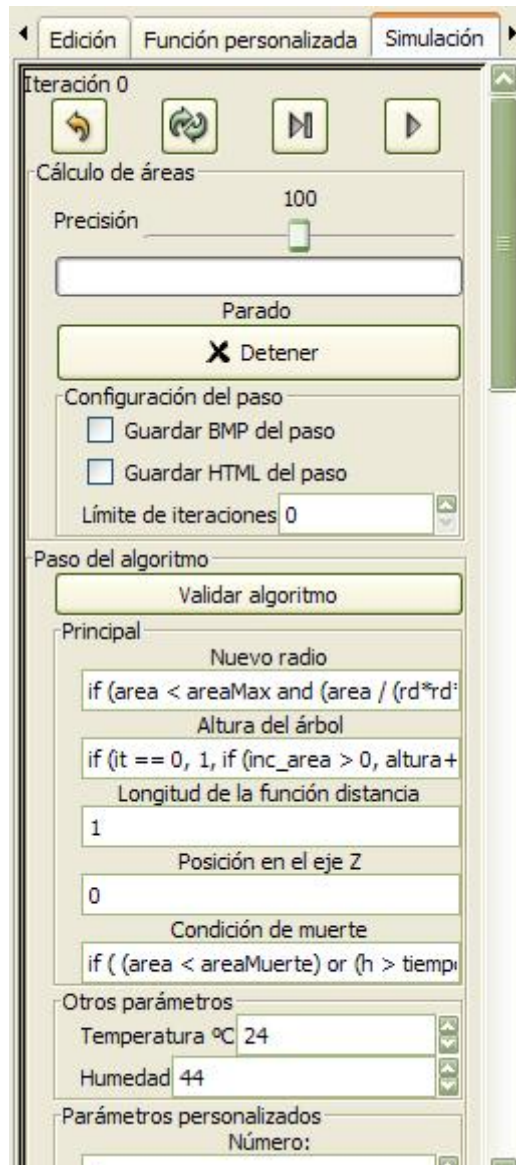 Edición Función personalizada Simulación
Iteración 0
Cálculo de áreas
100
Precisión
Parado
Detener
Configuración del paso
Guardar BMP del paso
Guardar HTML del paso
Límite de iteraciones 0
Paso del algoritmo
Validar algoritmo
Principal
Nuevo radio
if (area < areaMax and (area / (rd*rd*
Altura del árbol
if (it == 0, 1, if (inc_area > 0, altura+
Longitud de la función distancia
1
Posición en el eje Z
0
Condición de muerte
if ( (area < areaMuerte) or (h > tiempo
Otros parámetros
Temperatura ºC 24
Humedad 44
Parámetros personalizados
Número: